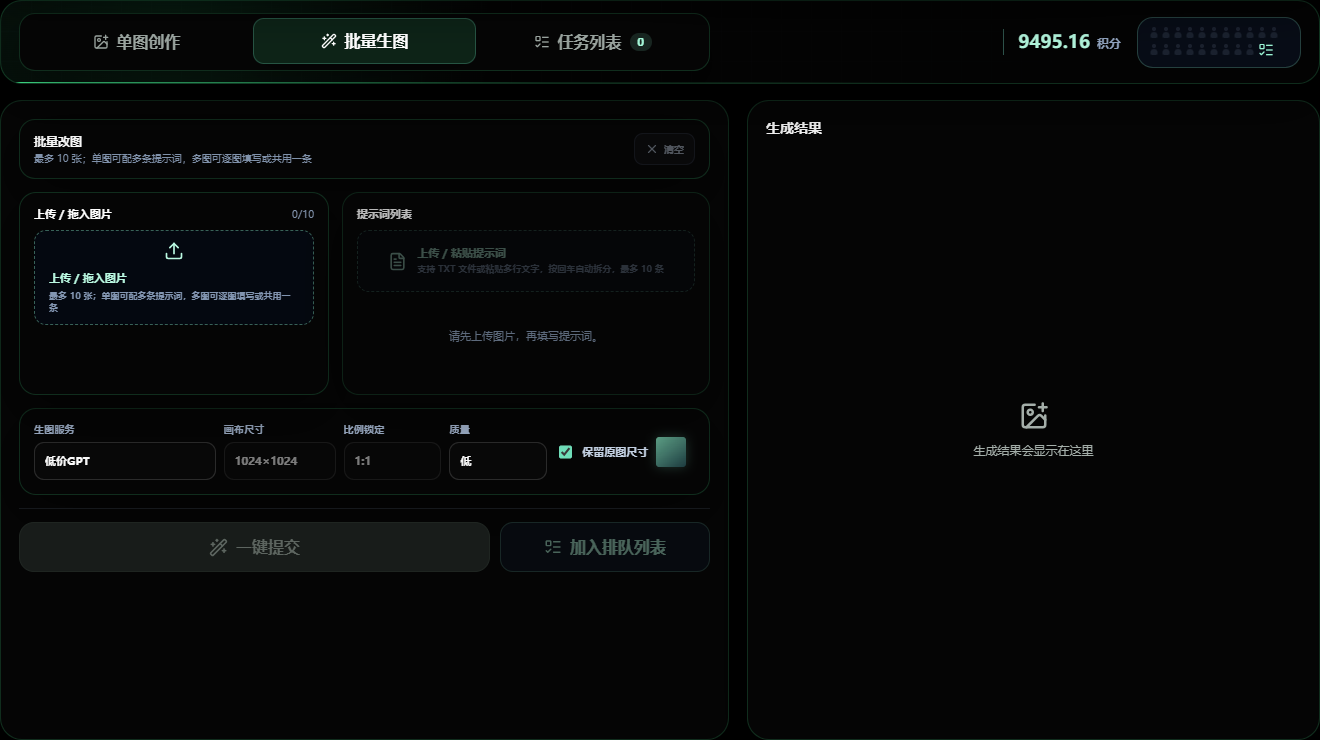 单图创作
批量生图
任务列表 0
9495.16 积分
批量改图
最多 10 张；单图可配多条提示词，多图可逐图填写或共用一条
清空
上传 / 拖入图片 0/10
上传 / 拖入图片
最多 10 张；单图可配多条提示词，多图可逐图填写或共用一
条
提示词列表
上传 / 粘贴提示词
支持 TXT 文件或粘贴多行文字，按回车自动拆分，最多 10 条
请先上传图片，再填写提示词。
生图服务 画布尺寸 比例锁定 质量
低价GPT 1024×1024 1:1 低 保留原图尺寸
一键提交
加入排队列表
生成结果
生成结果会显示在这里